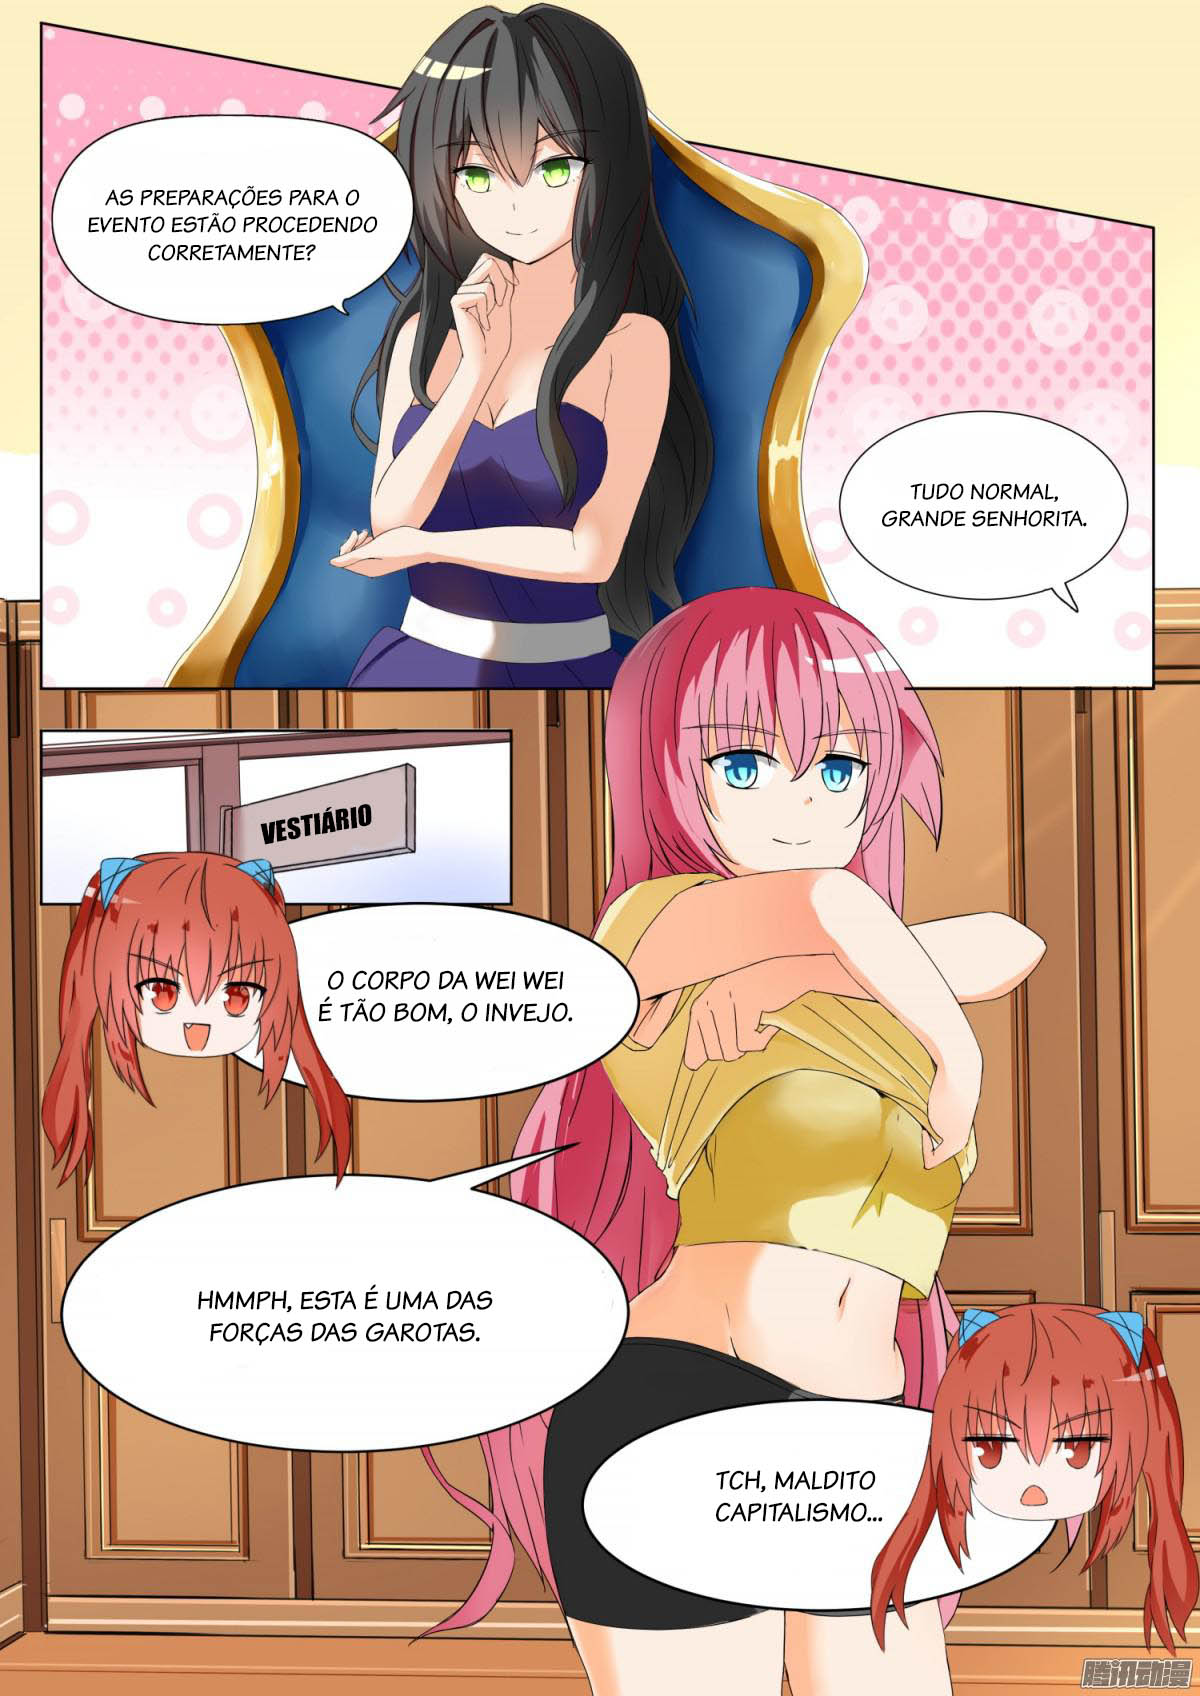 AS PREPARAÇÕES PARA O
EVENTO ESTÃO PROCEDENDO
CORRETAMENTE?
TUDO NORMAL,
GRANDE SENHORITA.
VESTIÁRIO
O CORPO DA WEI WEI
É TÃO BOM, O INVEJO.
HMMPH, ESTA É UMA DAS
FORÇAS DAS GAROTAS.
TCH, MALDITO
CAPITALISMO...
腾讯动漫